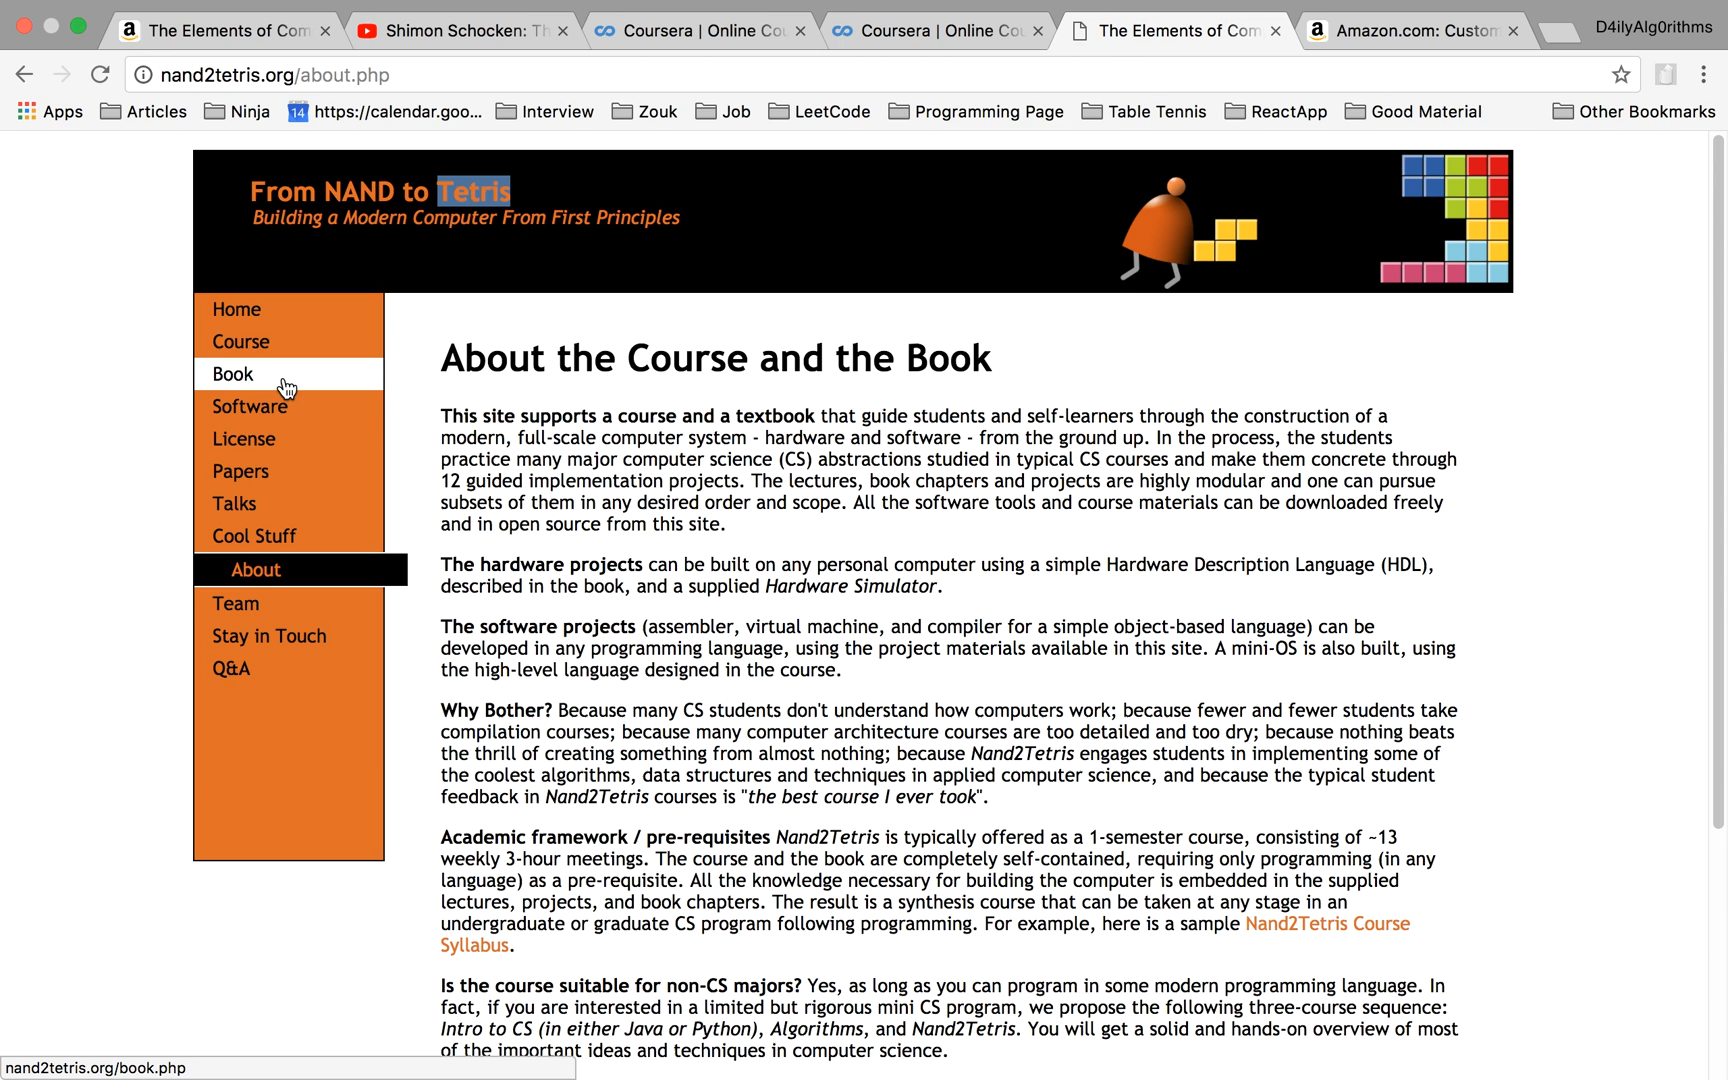 The Elements of Com
Shimon Schocken: Th
Coursera | Online Cou
Coursera | Online Cou
The Elements of Com
Amazon.com: Custom
D4ilyAlg0rithms
nand2tetris.org/about.php
Apps
Articles
Ninja
14
https://calendar.goo...
Interview
Zouk
Job
LeetCode
Programming Page
Table Tennis
ReactApp
Good Material
Other Bookmarks
From NAND to Tetris
Building a Modern Computer From First Principles
Home
Course
Book
Software
License
Papers
Talks
Cool Stuff
About
Team
Stay in Touch
Q&A
About the Course and the Book
This site supports a course and a textbook that guide students and self-learners through the construction of a
modern, full-scale computer system - hardware and software - from the ground up. In the process, the students
practice many major computer science (CS) abstractions studied in typical CS courses and make them concrete through
12 guided implementation projects. The lectures, book chapters and projects are highly modular and one can pursue
subsets of them in any desired order and scope. All the software tools and course materials can be downloaded freely
and in open source from this site.
The hardware projects can be built on any personal computer using a simple Hardware Description Language (HDL),
described in the book, and a supplied Hardware Simulator.
The software projects (assembler, virtual machine, and compiler for a simple object-based language) can be
developed in any programming language, using the project materials available in this site. A mini-OS is also built, using
the high-level language designed in the course.
Why Bother? Because many CS students don't understand how computers work; because fewer and fewer students take
compilation courses; because many computer architecture courses are too detailed and too dry; because nothing beats
the thrill of creating something from almost nothing; because Nand2Tetris engages students in implementing some of
the coolest algorithms, data structures and techniques in applied computer science, and because the typical student
feedback in Nand2Tetris courses is "the best course I ever took".
Academic framework / pre-requisites Nand2Tetris is typically offered as a 1-semester course, consisting of ~13
weekly 3-hour meetings. The course and the book are completely self-contained, requiring only programming (in any
language) as a pre-requisite. All the knowledge necessary for building the computer is embedded in the supplied
lectures, projects, and book chapters. The result is a synthesis course that can be taken at any stage in an
undergraduate or graduate CS program following programming. For example, here is a sample Nand2Tetris Course
Syllabus.
Is the course suitable for non-CS majors? Yes, as long as you can program in some modern programming language. In
fact, if you are interested in a limited but rigorous mini CS program, we propose the following three-course sequence:
Intro to CS (in either Java or Python), Algorithms, and Nand2Tetris. You will get a solid and hands-on overview of most
of the important ideas and techniques in computer science.
nand2tetris.org/book.php